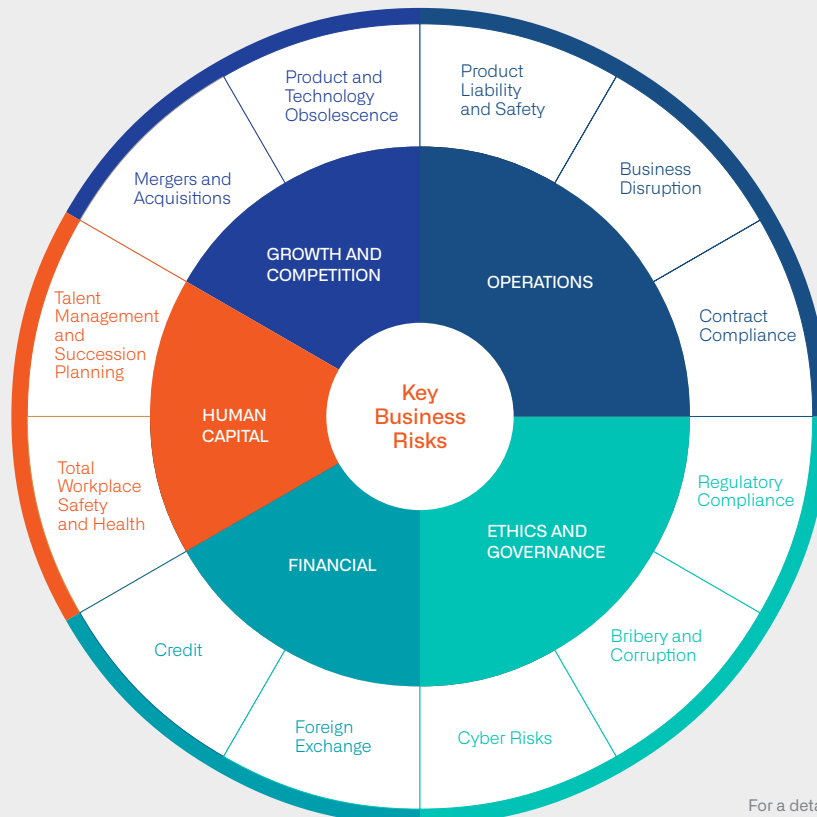 Product and
Technology
Obsolescence
Product
Liability
and Safety
Mergers and
Acquisitions
Business
Disruption
GROWTH AND
COMPETITION
OPERATIONS
Talent
Management
and
Succession
Planning
Contract
Compliance
Key
Business
Risks
HUMAN
CAPITAL
Total
Workplace
Safety
and Health
Regulatory
Compliance
ETHICS AND
GOVERNANCE
FINANCIAL
Credit
Bribery and
Corruption
Foreign
Exchange
Cyber Risks
For a deta